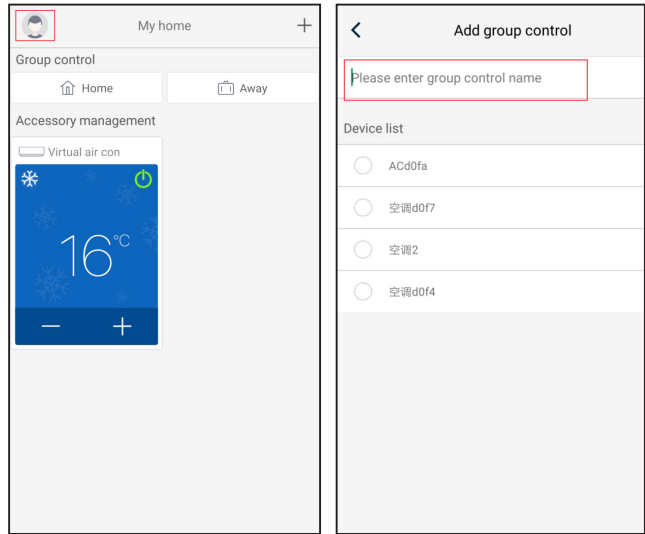 My home
+
Group control
Home
Away
Accessory management
Virtual air con
16°C
Add group control
Please enter group control name
Device list
ACd0fa
空调d0f7
空调2
空调d0f4